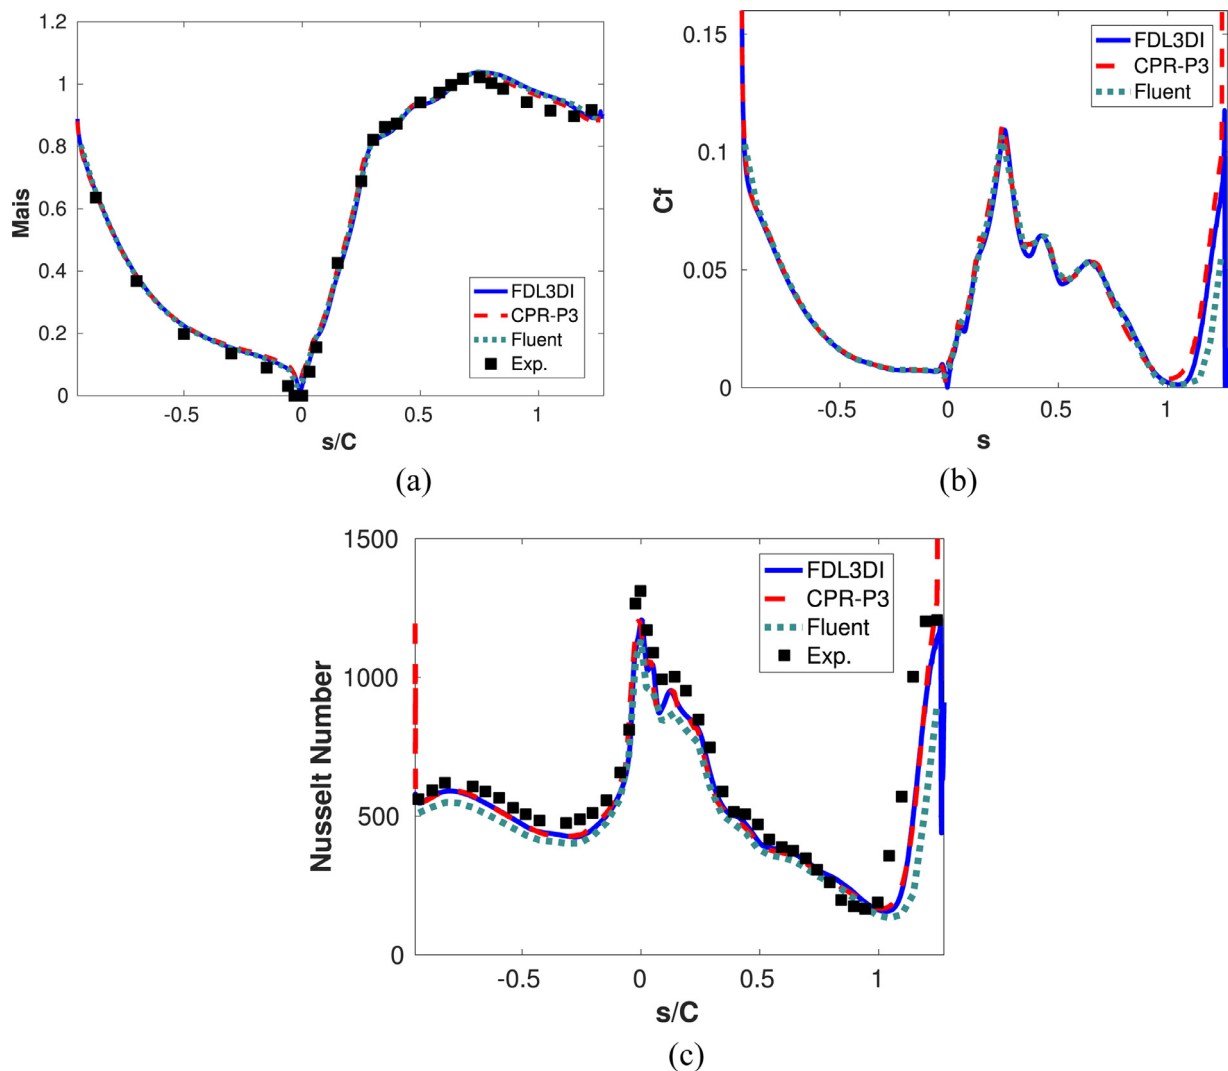 1.2
1
0.8
0.6
0.4
0.2
0
Mais
FDL3DI
CPR-P3
Fluent
Exp.
-0.5
0
0.5
1
s/C
(a)
0.15
0.1
0.05
0
Cf
FDL3DI
CPR-P3
Fluent
-0.5
0
0.5
1
s
(b)
1500
1000
500
0
Nusselt Number
FDL3DI
CPR-P3
Fluent
Exp.
-0.5
0
0.5
1
s/C
(c)